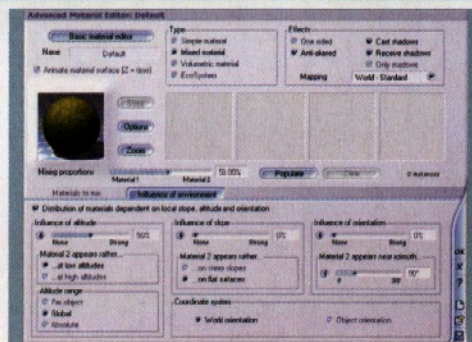 Advanced Material Editor: Default
Basic material editor
Name Default
Animate material surface (Z = time)
Type
Simple material
Mixed material
Volumetric material
EcoSystem
Effects
One sided
Anti-aliased
Cast shadows
Receive shadows
Only shadows
Mapping World - Standard
Options
Zoom
Mixing proportions
Material 1
Material 2
50.00%
Populate
Clear
0 instances
Materials to mix
Influence of environment
Distribution of materials dependent on local slope, altitude and orientation
Influence of altitude
50%
None Strong
Material 2 appears rather...
...at low altitudes
...at high altitudes
Altitude range
Per object
Global
Absolute
Influence of slope
0%
None Strong
Material 2 appears rather...
...on steep slopes
...on flat surfaces
Influence of orientation
0%
None Strong
Material 2 appears near azimuth...
90°
0 360°
Coordinate system
World orientation
Object orientation
OK
X
?